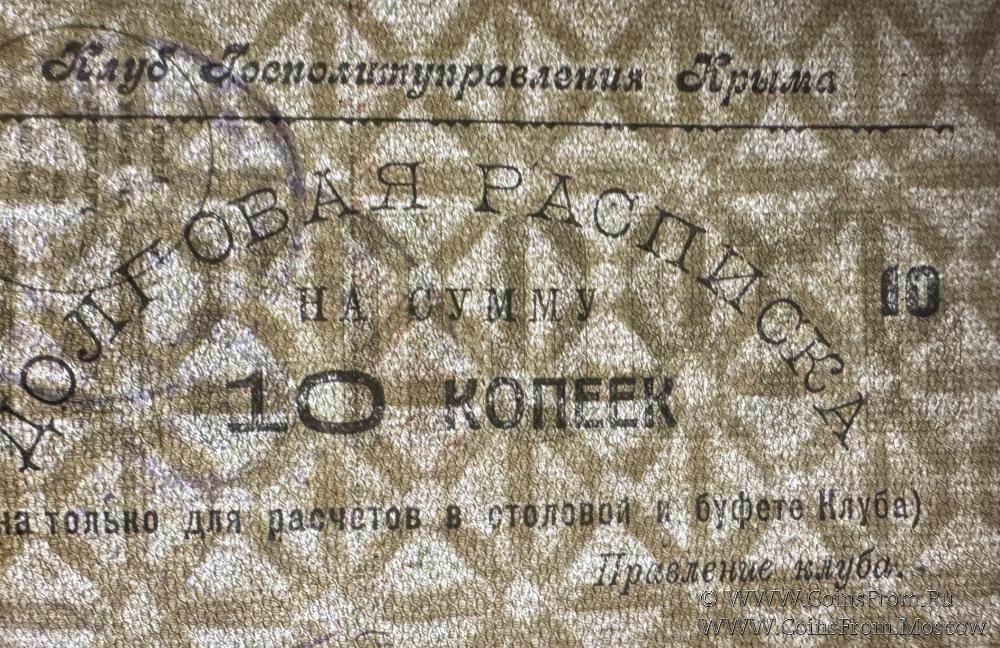 Клуб Госполитуправления Крыма
ДОЛГОВАЯ РАСПИСКА
НА СУММУ
10
10 КОПЕЕК
на только для расчетов в столовой и буфете Клуба)
Правление клуба.
© WWW.CoinsFrom.Ru
WWW.CoinsFrom.Moscow